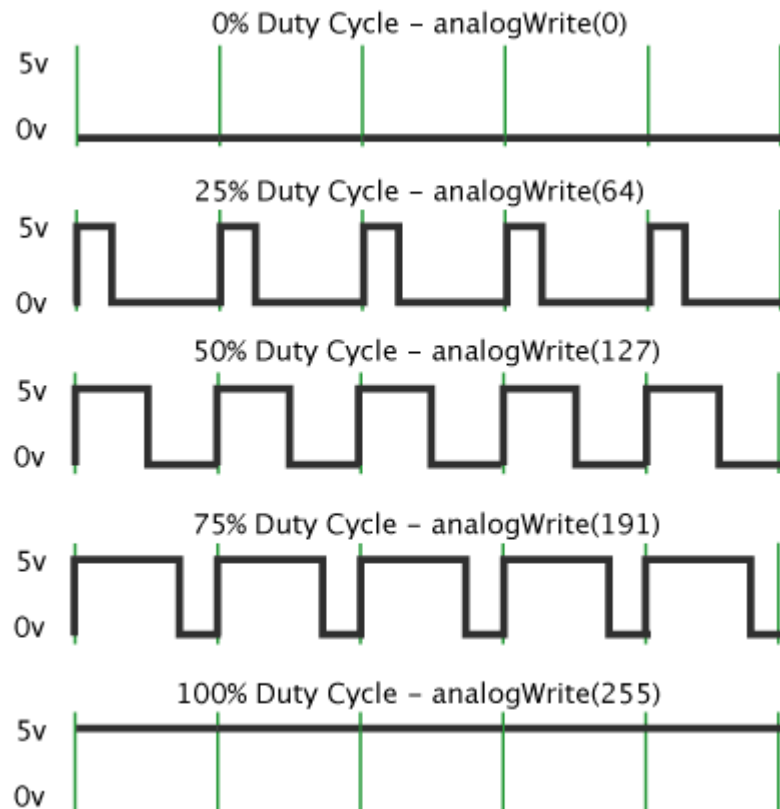 0% Duty Cycle – analogWrite(0)
5v
0v
25% Duty Cycle – analogWrite(64)
5v
0v
50% Duty Cycle – analogWrite(127)
5v
0v
75% Duty Cycle – analogWrite(191)
5v
0v
100% Duty Cycle – analogWrite(255)
5v
0v